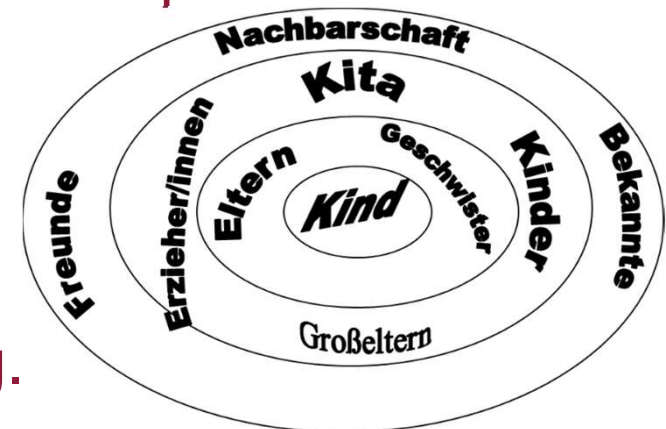 Nachbarschaft
Kita
Freunde
Erzieher/innen
Eltern
Kind
Geschwister
Kinder
Bekannte
Großeltern